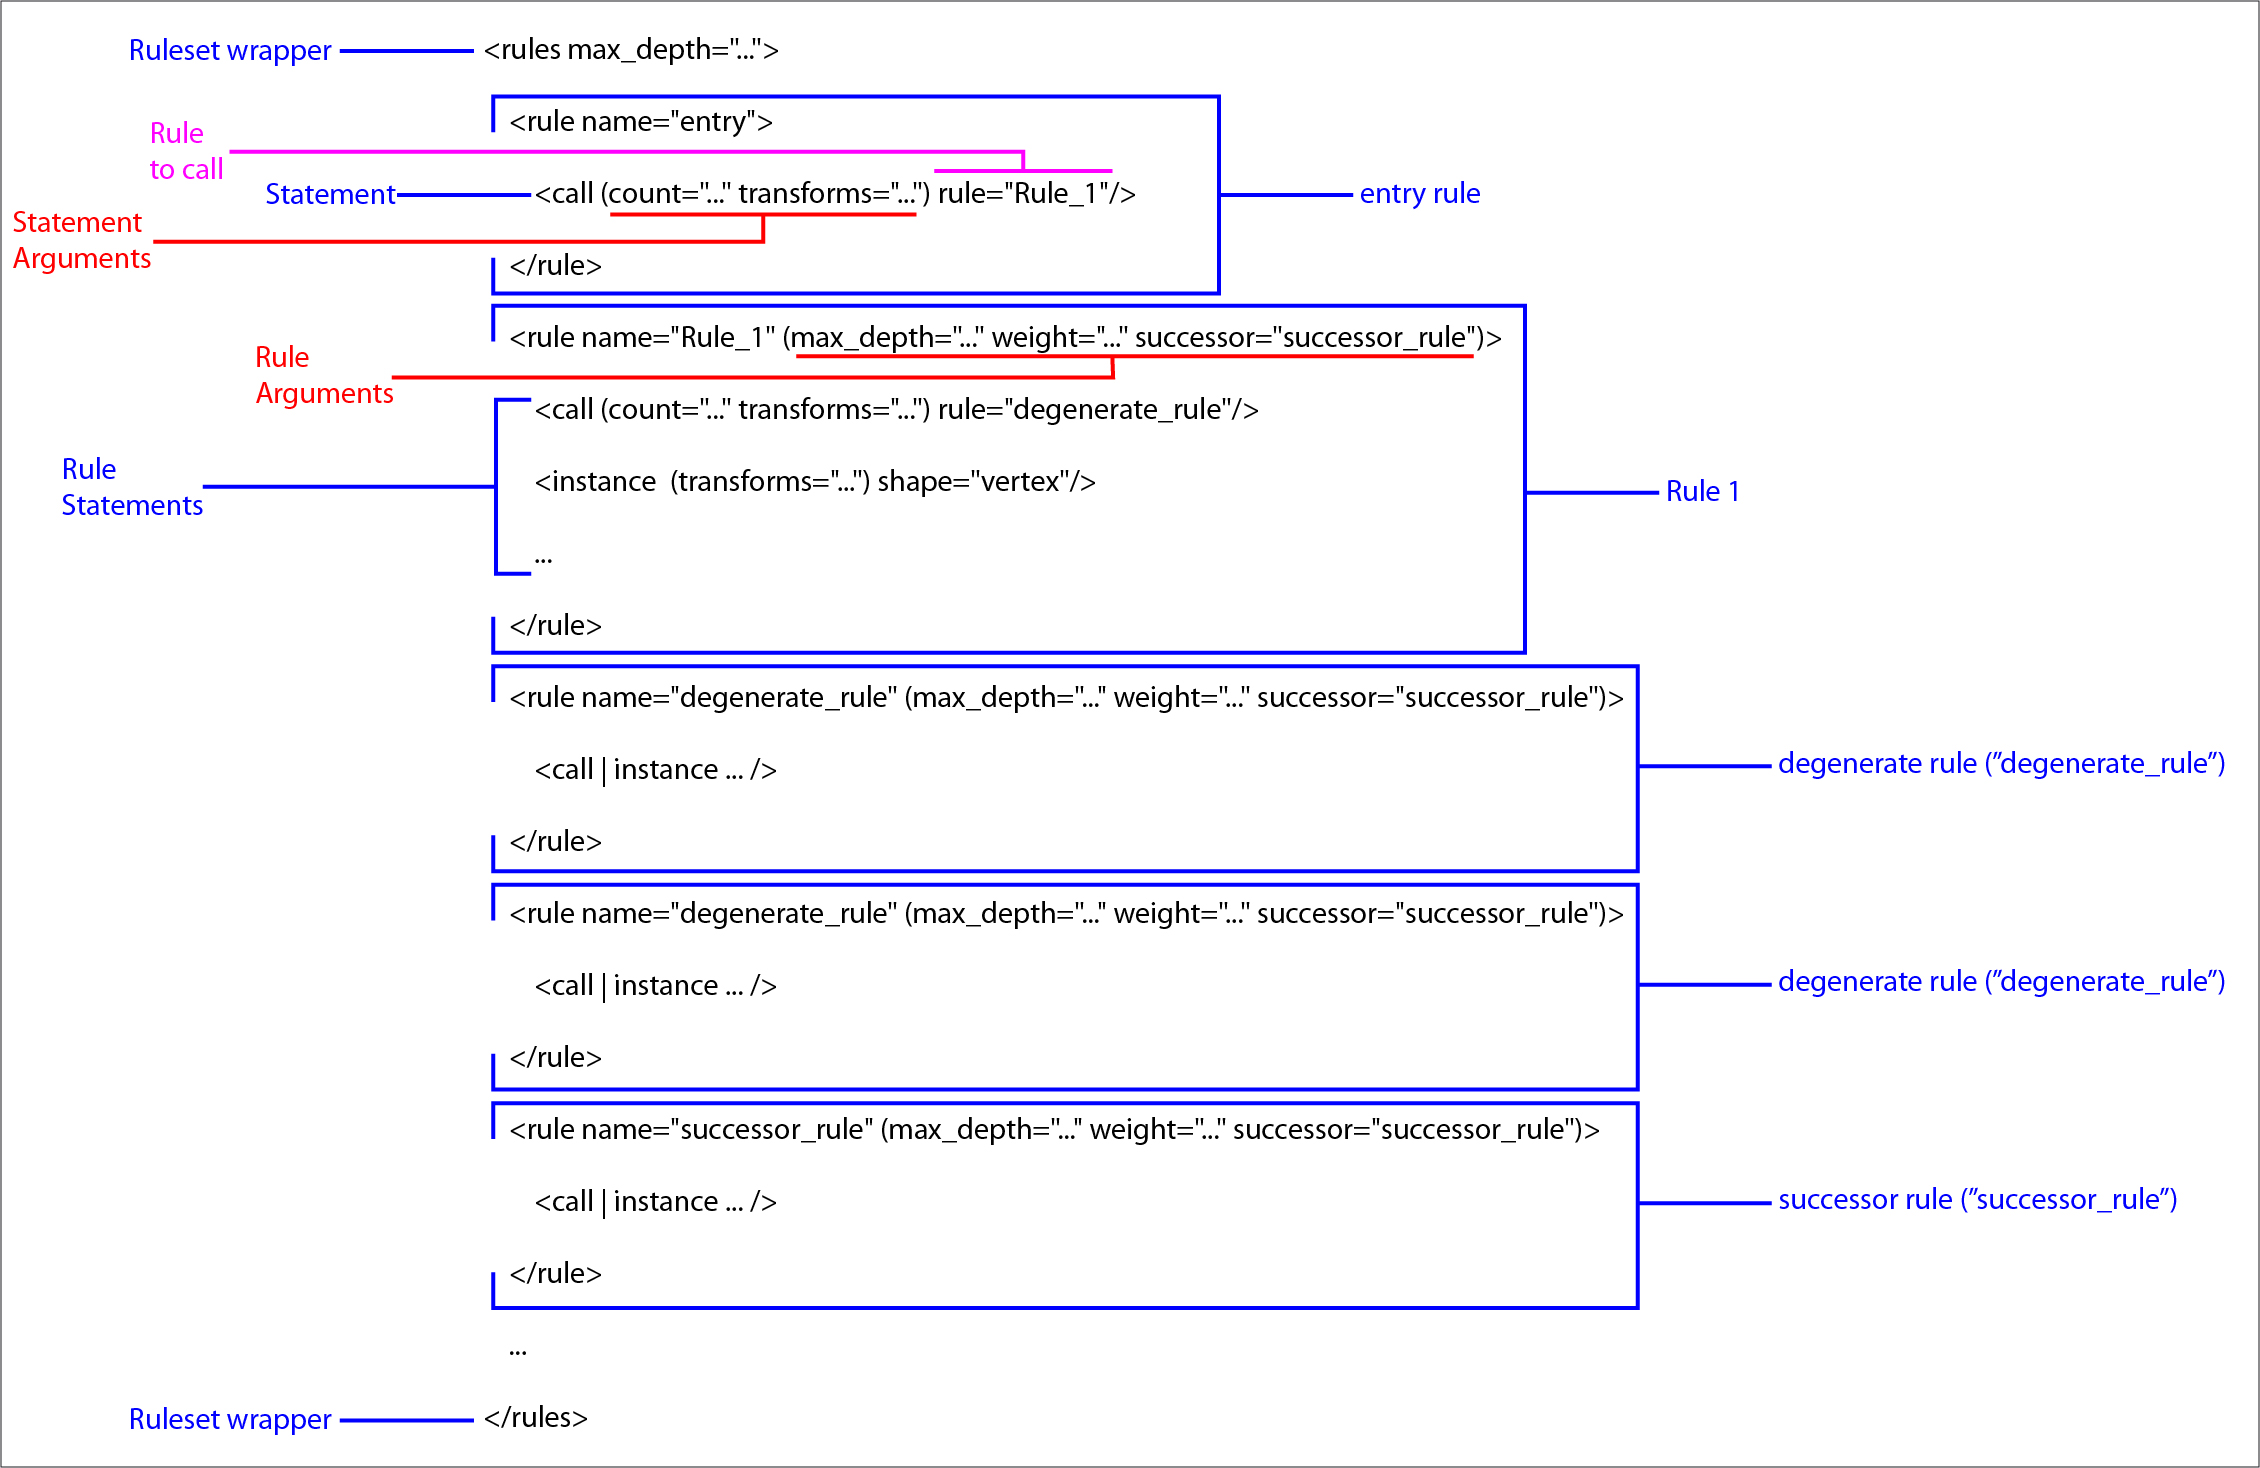 Ruleset wrapper
<rules max_depth="...">
<rule name="entry">
Rule
to call
Statement
<call (count="..." transforms="...") rule="Rule_1"/>
entry rule
Statement
Arguments
</rule>
<rule name="Rule_1" (max_depth="..." weight="..." successor="successor_rule")>
Rule
Arguments
<call (count="..." transforms="...") rule="degenerate_rule"/>
Rule
Statements
<instance  (transforms="...") shape="vertex"/>
Rule 1
...
</rule>
<rule name="degenerate_rule" (max_depth="..." weight="..." successor="successor_rule")>
<call | instance ... />
degenerate rule (”degenerate_rule”)
</rule>
<rule name="degenerate_rule" (max_depth="..." weight="..." successor="successor_rule")>
<call | instance ... />
degenerate rule (”degenerate_rule”)
</rule>
<rule name="successor_rule" (max_depth="..." weight="..." successor="successor_rule")>
<call | instance ... />
successor rule (”successor_rule”)
</rule>
...
Ruleset wrapper
</rules>